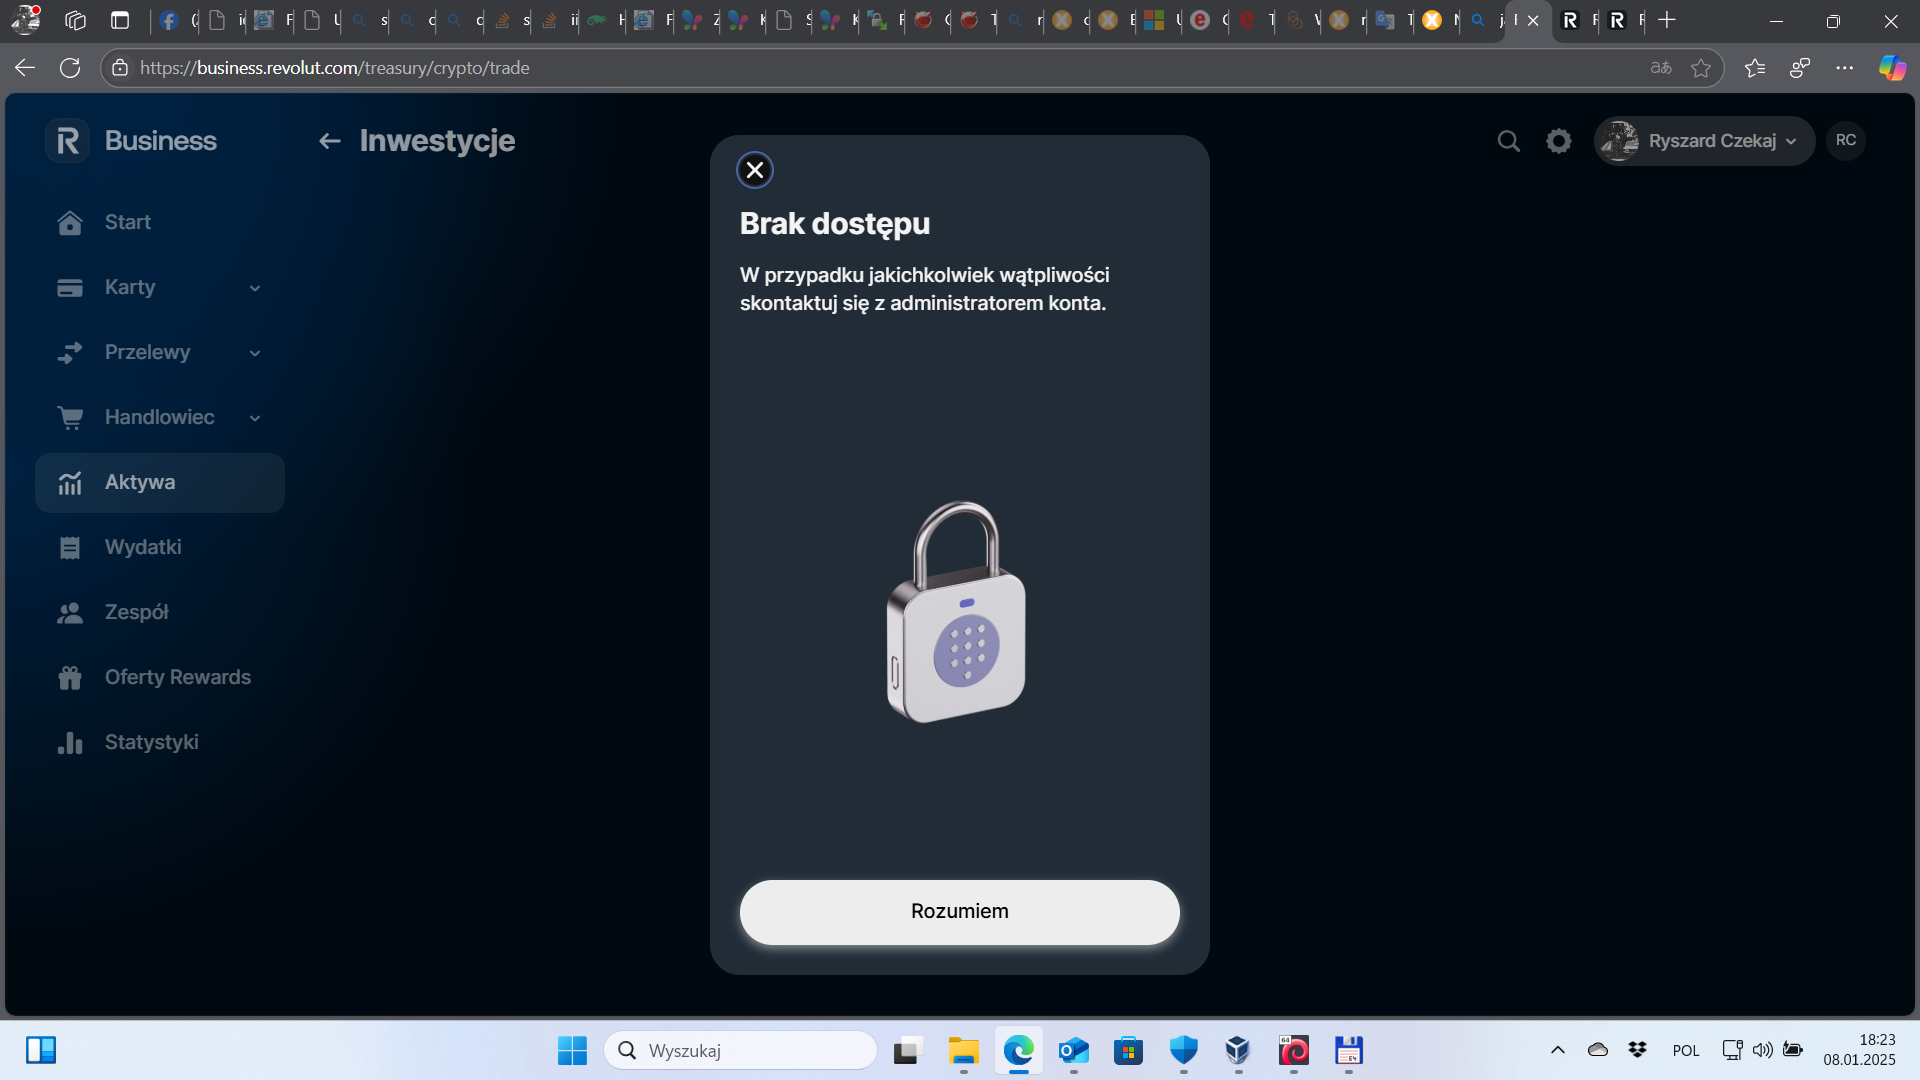 https://business.revolut.com/treasury/crypto/trade
Business
Inwestycje
Ryszard Czekaj
RC
Start
Karty
Przelewy
Handlowiec
Aktywa
Wydatki
Zespół
Oferty Rewards
Statystyki
Brak dostępu
W przypadku jakichkolwiek wątpliwości
skontaktuj się z administratorem konta.
Rozumiem
Wyszukaj
POL
18:23
08.01.2025